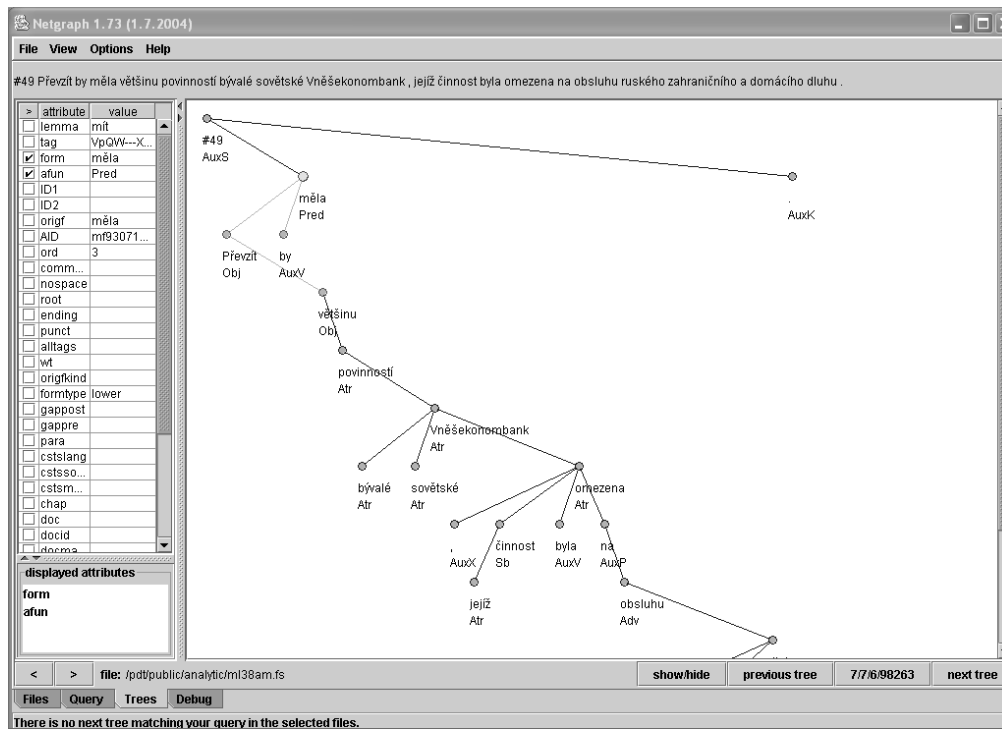 Netgraph 1.73 (1.7.2004)
File View Options Help
#49 Převzít by měla většinu povinností bývalé sovětské Vněšekonombank , jejíž činnost byla omezena na obsluhu ruského zahraničního a domácího dluhu .
> attribute value
lemma mít
tag VpQW---X...
form měla
afun Pred
ID1
ID2
origf měla
AID mf93071...
ord 3
comm...
nospace
root
ending
punct
alltags
wt
origfkind
formtype lower
gappost
gappre
para
cstslang
cstsso...
cstsm...
chap
doc
docid
docma
displayed attributes
form
afun
#49
AuxS
měla
Pred
.
AuxK
Převzít
Obj
by
AuxV
většinu
Obj
povinností
Atr
Vněšekonombank
Atr
bývalé
Atr
sovětské
Atr
omezena
Atr
,
AuxX
činnost
Sb
byla
AuxV
na
AuxP
jejíž
Atr
obsluhu
Adv
< > file: /pdt/public/analytic/ml38am.fs show/hide previous tree 7/7/6/98263 next tree
Files Query Trees Debug
There is no next tree matching your query in the selected files.